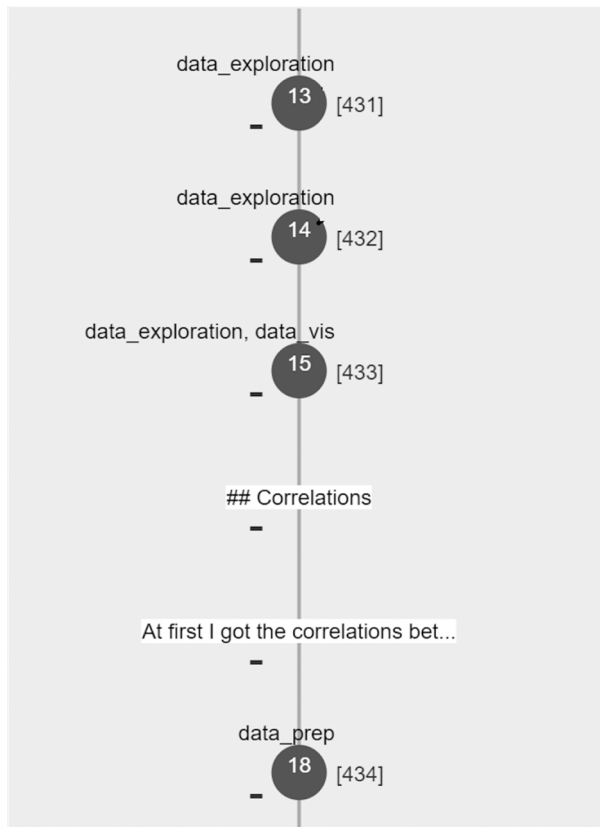 data_exploration
13 [431]
-
data_exploration
14 [432]
-
data_exploration, data_vis
15 [433]
-
## Correlations
-
At first I got the correlations bet...
-
data_prep
18 [434]
-